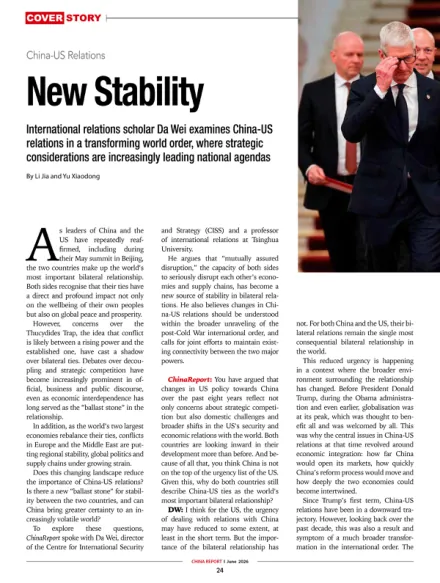 COVER STORY
China-US Relations
New Stability
International relations scholar Da Wei examines China-US
relations in a transforming world order, where strategic
considerations are increasingly leading national agendas
By Li Jia and Yu Xiaodong
As leaders of China and the
US have repeatedly reaf-
firmed, including during
their May summit in Beijing,
the two countries make up the world's
most important bilateral relationship.
Both sides recognise that their ties have
a direct and profound impact not only
on the wellbeing of their own peoples
but also on global peace and prosperity.
However, concerns over the
Thucydides Trap, the idea that conflict
is likely between a rising power and the
established one, have cast a shadow
over bilateral ties. Debates over decou-
pling and strategic competition have
become increasingly prominent in of-
ficial, business and public discourse,
even as economic interdependence has
long served as the "ballast stone" in the
relationship.
In addition, as the world's two largest
economies rebalance their ties, conflicts
in Europe and the Middle East are put-
ting regional stability, global politics and
supply chains under growing strain.
Does this changing landscape reduce
the importance of China-US relations?
Is there a new "ballast stone" for stabil-
ity between the two countries, and can
China bring greater certainty to an in-
creasingly volatile world?
To explore these questions,
ChinaReport spoke with Da Wei, director
of the Centre for International Security
and Strategy (CISS) and a professor
of international relations at Tsinghua
University.
He argues that "mutually assured
disruption," the capacity of both sides
to seriously disrupt each other's econo-
mies and supply chains, has become a
new source of stability in bilateral rela-
tions. He also believes changes in Chi-
na-US relations should be understood
within the broader unraveling of the
post-Cold War international order, and
calls for joint efforts to maintain exist-
ing connectivity between the two major
powers.
ChinaReport: You have argued that
changes in US policy towards China
over the past eight years reflect not
only concerns about strategic competi-
tion but also domestic challenges and
broader shifts in the US's security and
economic relations with the world. Both
countries are looking inward in their
development more than before. And be-
cause of all that, you think China is not
on the top of the urgency list of the US.
Given this, why do both countries still
describe China-US ties as the world's
most important bilateral relationship?
DW: I think for the US, the urgency
of dealing with relations with China
may have reduced to some extent, at
least in the short term. But the impor-
tance of the bilateral relationship has
not. For both China and the US, their bi-
lateral relations remain the single most
consequential bilateral relationship in
the world.
This reduced urgency is happening
in a context where the broader envi-
ronment surrounding the relationship
has changed. Before President Donald
Trump, during the Obama administra-
tion and even earlier, globalisation was
at its peak, which was thought to ben-
efit all and was welcomed by all. This
was why the central issues in China-US
relations at that time revolved around
economic integration: how far China
would open its markets, how quickly
China's reform process would move and
how deeply the two economies could
become intertwined.
Since Trump's first term, China-US
relations have been in a downward tra-
jectory. However, looking back over the
past decade, this was also a result and
symptom of a much broader transfor-
mation in the international order. The
CHINA REPORT I June 2026
24